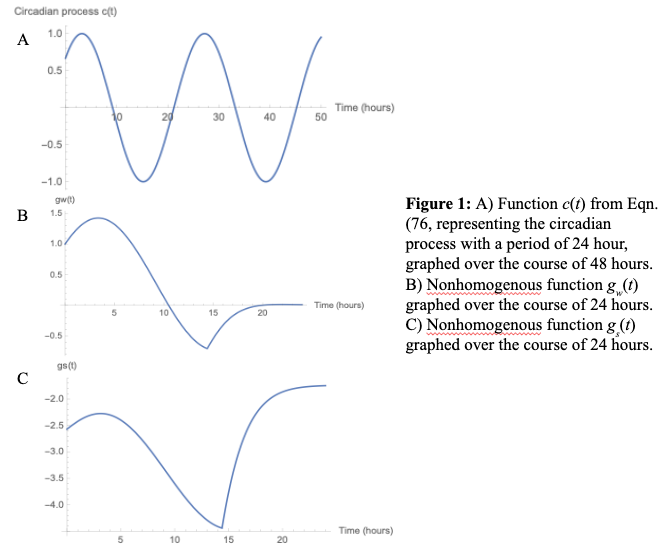 Circadian process c(t)
A
1.0
0.5
-0.5
-1.0
10
20
30
40
50
Time (hours)
gw(t)
B
1.5
1.0
0.5
-0.5
5
10
15
20
Time (hours)
gs(t)
C
-2.0
-2.5
-3.0
-3.5
-4.0
5
10
15
20
Time (hours)
Figure 1: A) Function c(t) from Eqn.
(76, representing the circadian
process with a period of 24 hour,
graphed over the course of 48 hours.
B) Nonhomogenous function g_w(t)
graphed over the course of 24 hours.
C) Nonhomogenous function g_s(t)
graphed over the course of 24 hours.